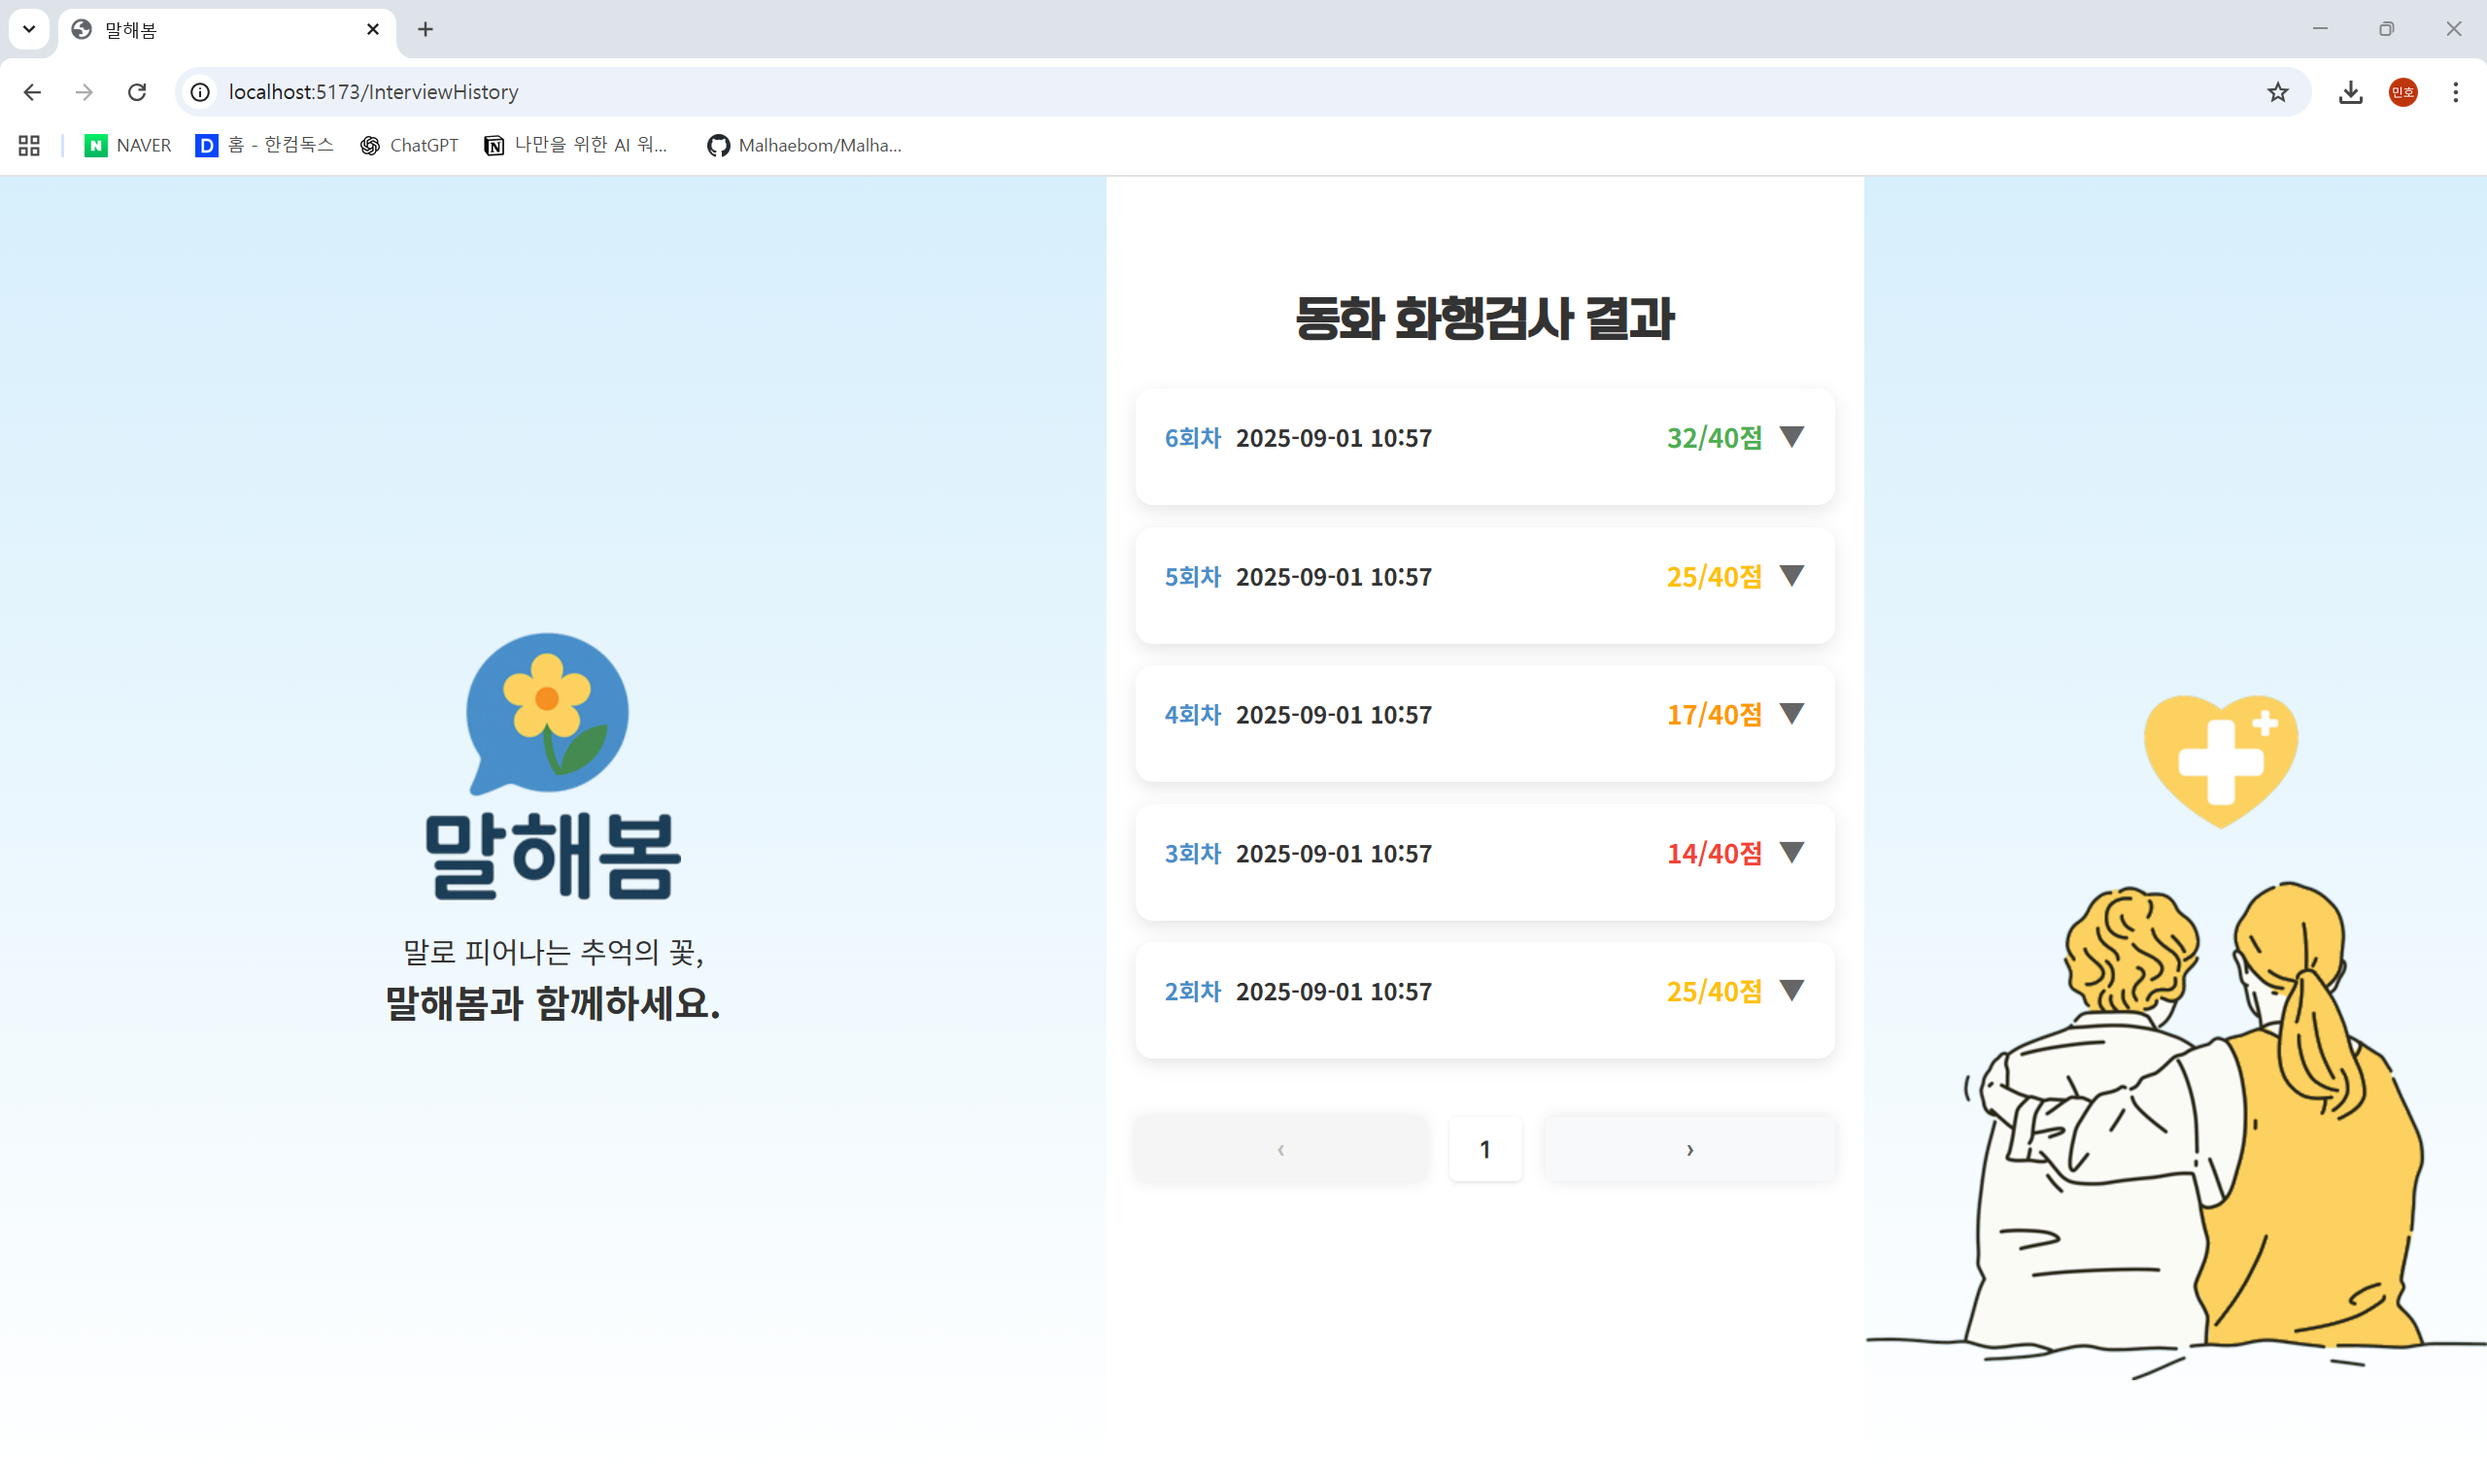 말해봄
localhost:5173/InterviewHistory
민호
NAVER
홈 - 한컴독스
ChatGPT
나만을 위한 AI 워...
Malhaebom/Malha...
동화 화행검사 결과
6회차 2025-09-01 10:57 32/40점 ▼
5회차 2025-09-01 10:57 25/40점 ▼
4회차 2025-09-01 10:57 17/40점 ▼
3회차 2025-09-01 10:57 14/40점 ▼
2회차 2025-09-01 10:57 25/40점 ▼
‹ 1 ›
말해봄
말로 피어나는 추억의 꽃,
말해봄과 함께하세요.